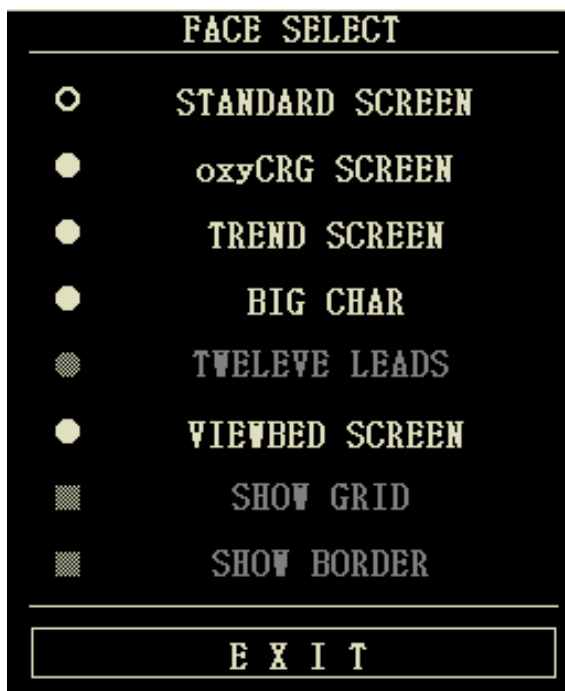 FACE SELECT
STANDARD SCREEN
oxyCRG SCREEN
TREND SCREEN
BIG CHAR
TWELEVE LEADS
VIEWBED SCREEN
SHOW GRID
SHOW BORDER
E X I T